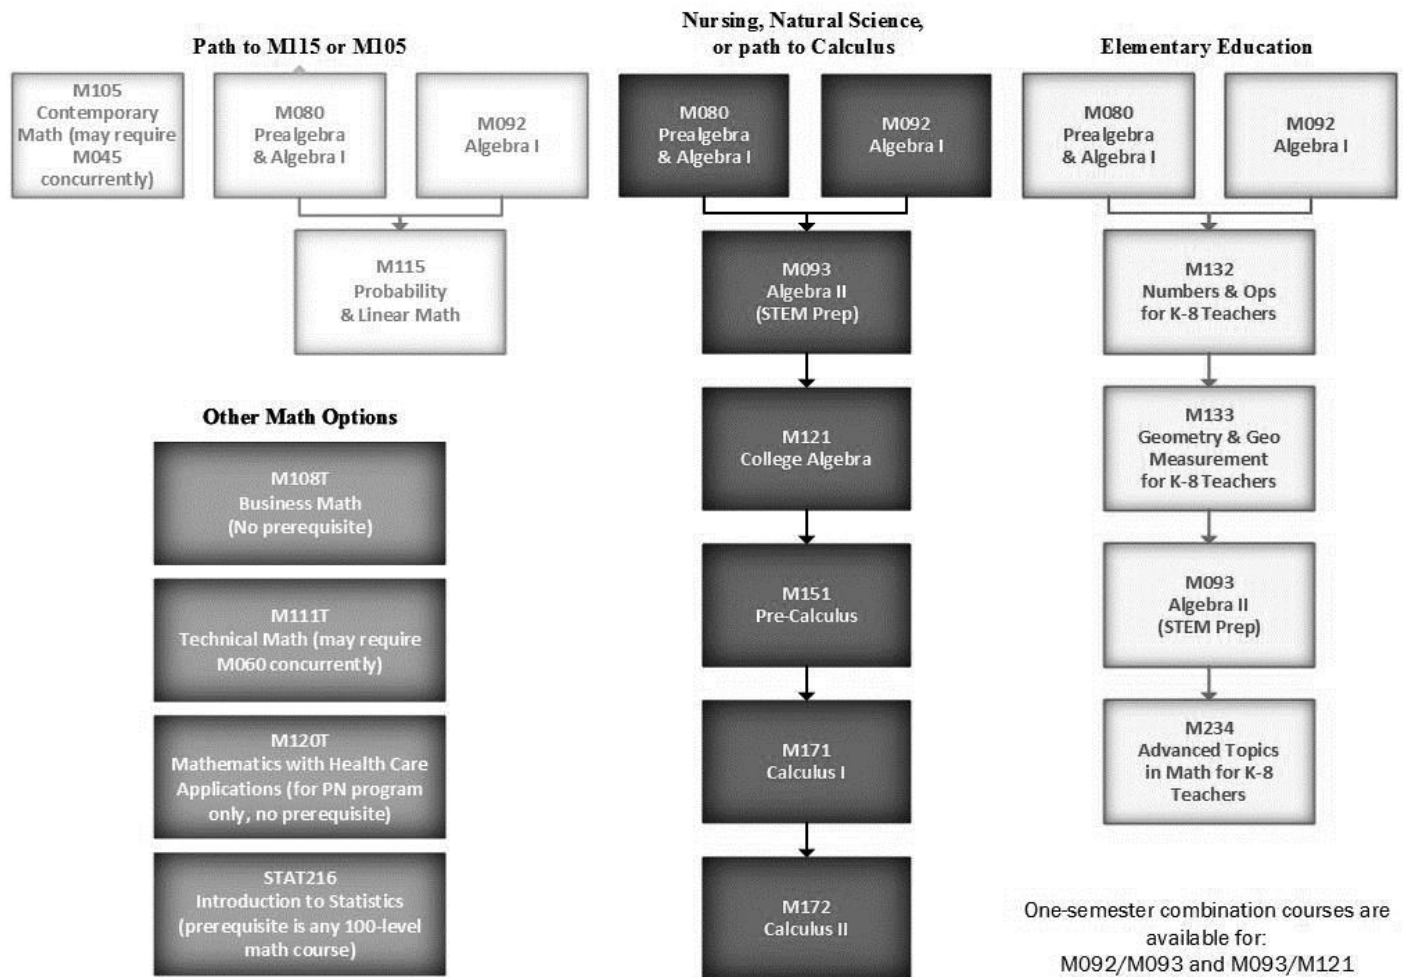 Path to M115 or M105
M105
Contemporary
Math (may require
M045
concurrently)
M080
Prealgebra
& Algebra I
M092
Algebra I
M115
Probability
& Linear Math
Other Math Options
M108T
Business Math
(No prerequisite)
M111T
Technical Math (may require
M060 concurrently)
M120T
Mathematics with Health Care
Applications (for PN program
only, no prerequisite)
STAT216
Introduction to Statistics
(prerequisite is any 100-level
math course)
Nursing, Natural Science,
or path to Calculus
M080
Prealgebra
& Algebra I
M092
Algebra I
M093
Algebra II
(STEM Prep)
M121
College Algebra
M151
Pre-Calculus
M171
Calculus I
M172
Calculus II
Elementary Education
M080
Prealgebra
& Algebra I
M092
Algebra I
M132
Numbers & Ops
for K-8 Teachers
M133
Geometry & Geo
Measurement
for K-8 Teachers
M093
Algebra II
(STEM Prep)
M234
Advanced Topics
in Math for K-8
Teachers
One-semester combination courses are
available for:
M092/M093 and M093/M121